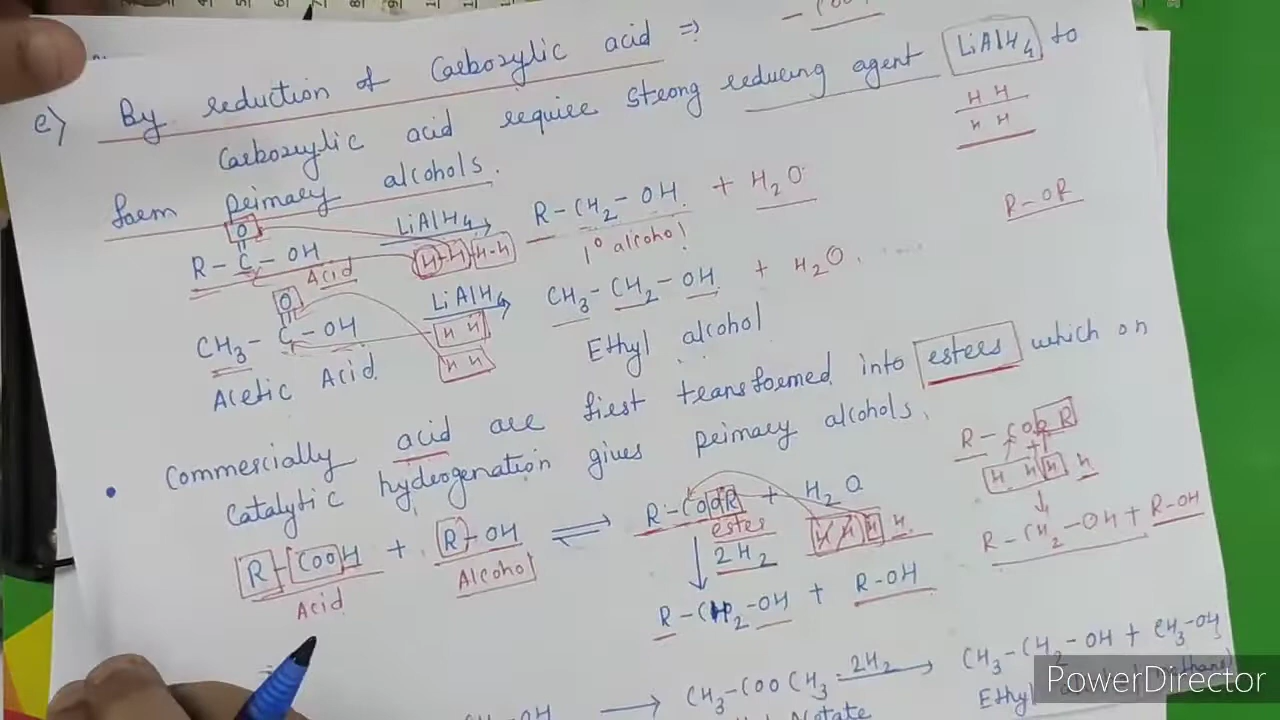 e) By reduction of Carboxylic acid ⇒
Carboxylic acid require strong reducing agent LiAlH4 to
H H
H H
form primary alcohols.
R-C-OH LiAlH4 R-CH2-OH + H2O
O
Acid H-H H-H 1° alcohol
R-OR
CH3-C-OH LiAlH4 CH3-CH2-OH + H2O.
O
H H
H H
Acetic Acid Ethyl alcohol
• Commercially acid are first transformed into esters which on
catalytic hydrogenation gives primary alcohols.
R-COOH + R-OH ⇌ R-COOR + H2O
Acid Alcohol ester H H H H
↓ 2H2
R-CH2-OH + R-OH
R-COOR
H H H H
↓
R-CH2-OH + R-OH
-OH → CH3-COOCH3 2H2 → CH3-CH2-OH + CH3-OH
Ethyl
PowerDirector